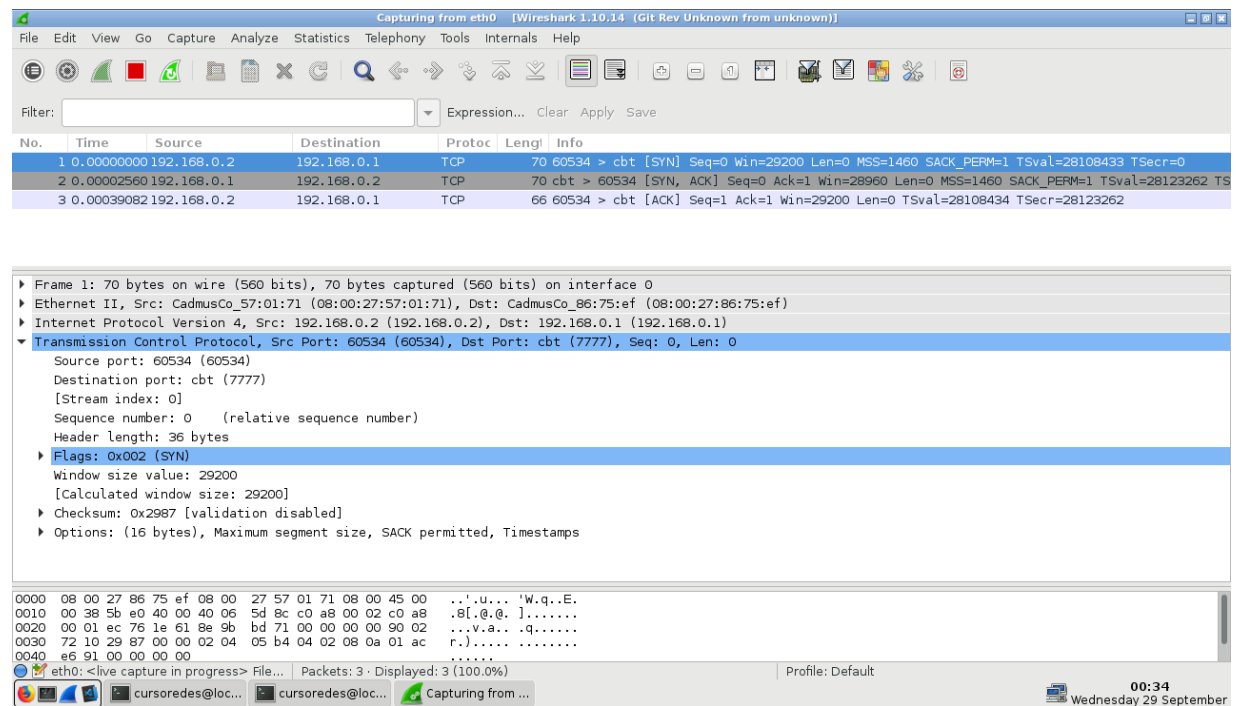 Capturing from eth0 [Wireshark 1.10.14 (Git Rev Unknown from unknown)]
File Edit View Go Capture Analyze Statistics Telephony Tools Internals Help
Filter: Expression... Clear Apply Save
No. Time Source Destination Protoc Lengt Info
1 0.00000000 192.168.0.2 192.168.0.1 TCP 70 60534 > cbt [SYN] Seq=0 Win=29200 Len=0 MSS=1460 SACK_PERM=1 TSval=28108433 TSecr=0
2 0.00002560 192.168.0.1 192.168.0.2 TCP 70 cbt > 60534 [SYN, ACK] Seq=0 Ack=1 Win=28960 Len=0 MSS=1460 SACK_PERM=1 TSval=28123262 TS
3 0.00039082 192.168.0.2 192.168.0.1 TCP 66 60534 > cbt [ACK] Seq=1 Ack=1 Win=29200 Len=0 TSval=28108434 TSecr=28123262
Frame 1: 70 bytes on wire (560 bits), 70 bytes captured (560 bits) on interface 0
Ethernet II, Src: CadmusCo_57:01:71 (08:00:27:57:01:71), Dst: CadmusCo_86:75:ef (08:00:27:86:75:ef)
Internet Protocol Version 4, Src: 192.168.0.2 (192.168.0.2), Dst: 192.168.0.1 (192.168.0.1)
Transmission Control Protocol, Src Port: 60534 (60534), Dst Port: cbt (7777), Seq: 0, Len: 0
Source port: 60534 (60534)
Destination port: cbt (7777)
[Stream index: 0]
Sequence number: 0 (relative sequence number)
Header length: 36 bytes
Flags: 0x002 (SYN)
Window size value: 29200
[Calculated window size: 29200]
Checksum: 0x2987 [validation disabled]
Options: (16 bytes), Maximum segment size, SACK permitted, Timestamps
0000 08 00 27 86 75 ef 08 00 27 57 01 71 08 00 45 00 ..'.u... 'W.q..E.
0010 00 38 5b e0 40 00 40 06 5d 8c c0 a8 00 02 c0 a8 .8[.@.@. ].......
0020 00 01 ec 76 1e 61 8e 9b bd 71 00 00 00 00 90 02 ...v.a.. .q......
0030 72 10 29 87 00 00 02 04 05 b4 04 02 08 0a 01 ac r.)..... ........
0040 e6 91 00 00 00 00 ......
eth0: <live capture in progress> File... Packets: 3 · Displayed: 3 (100.0%) Profile: Default
cursoredes@loc... cursoredes@loc... Capturing from ... 00:34
Wednesday 29 September